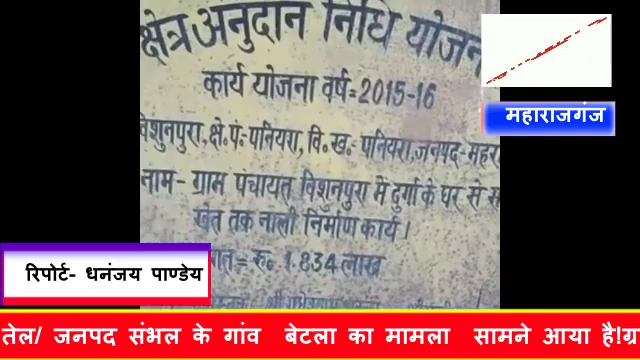 क्षेत्र अनुदान निधि योजन
कार्य योजना वर्ष=2015-16
महाराजगंज
विशुनपुरा, क्षे.पं.-पनियरा, वि.ख.- पनियरा, जनपद-महर
नाम- ग्राम पंचायत विशुनपुरा में दुर्गा के घर से स
खेत तक नाली निर्माण कार्य।
रु० 1.834 लाख
रिपोर्ट- धनंजय पाण्डेय
तेल/ जनपद संभल के गांव बेटला का मामला सामने आया है!ग्र